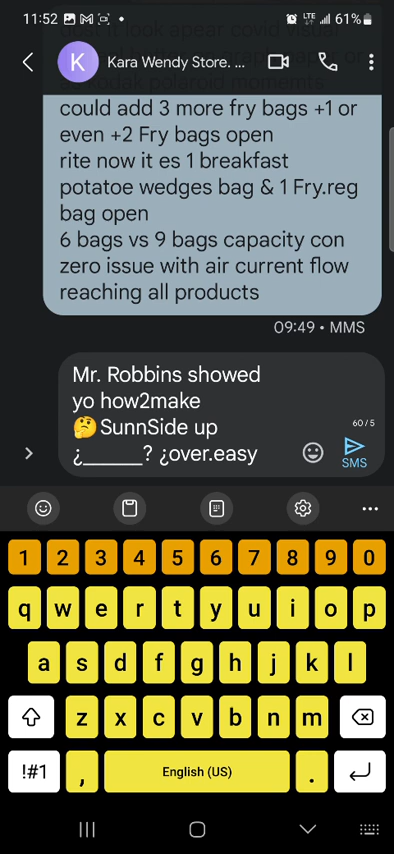 11:52
LTE
61%
K
Kara Wendy Store. ...
could add 3 more fry bags +1 or
even +2 Fry bags open
rite now it es 1 breakfast
potatoe wedges bag & 1 Fry.reg
bag open
6 bags vs 9 bags capacity con
zero issue with air current flow
reaching all products
09:49 • MMS
Mr. Robbins showed
yo how2make
🤔SunnSide up
¿_____? ¿over.easy
60/5
SMS
1 2 3 4 5 6 7 8 9 0
q w e r t y u i o p
a s d f g h j k l
z x c v b n m
!#1 , English (US) .